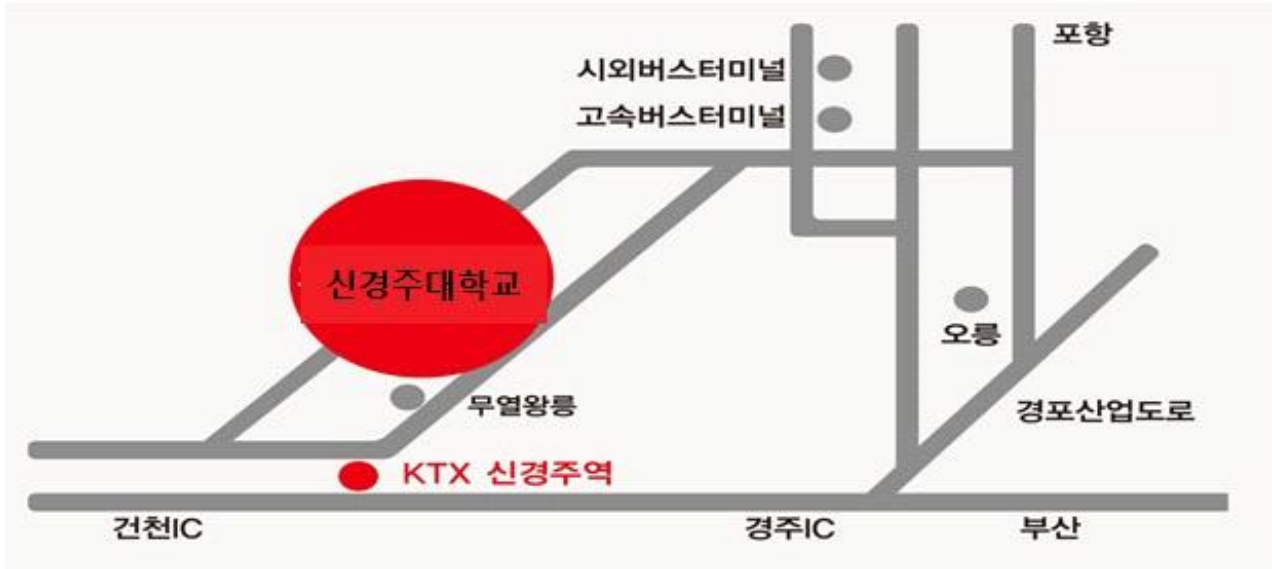 포항
시외버스터미널
고속버스터미널
신경주대학교
오릉
무열왕릉
경포산업도로
KTX 신경주역
건천IC
경주IC
부산